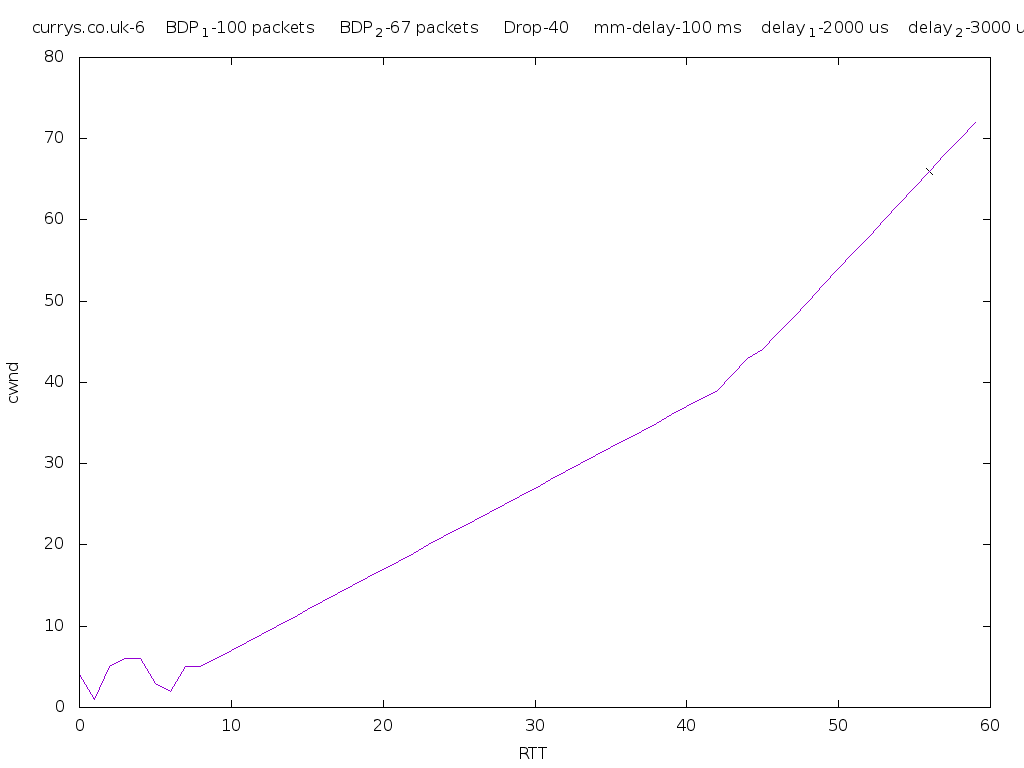 currys.co.uk-6 BDP1-100 packets BDP2-67 packets Drop-40 mm-delay-100 ms delay1-2000 us delay2-3000 u
80
70
60
50
40
30
20
10
0
cwnd
0 10 20 30 40 50 60
RTT